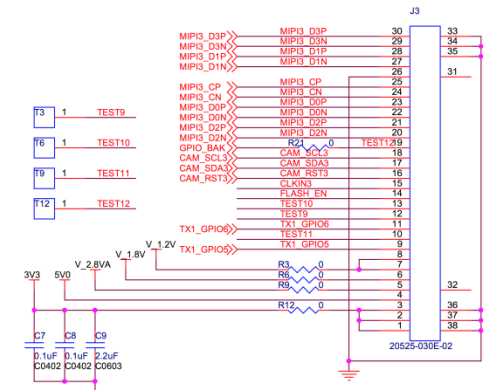 J3
MIPI3_D3P MIPI3_D3P 30 33
MIPI3_D3N MIPI3_D3N 29 34
MIPI3_D1P MIPI3_D1P 28 35
MIPI3_D1N MIPI3_D1N 27
26 31
MIPI3_CP MIPI3_CP 25
MIPI3_CN MIPI3_CN 24
MIPI3_D0P MIPI3_D0P 23
MIPI3_D0N MIPI3_D0N 22
MIPI3_D2P MIPI3_D2P 21
MIPI3_D2N MIPI3_D2N 20
GPIO_BAK R21 0 TEST12 19
CAM_SCL3 CAM_SCL3 18
CAM_SDA3 CAM_SDA3 17
CAM_RST3 CAM_RST3 16
CLKIN3 15
FLASH_EN 14
TEST10 13
TEST9 12
TX1_GPIO6 TX1_GPIO6 11
TEST11 10
TX1_GPIO5 TX1_GPIO5 9
8
R3 0 7
R6 0 6
R9 0 5
4 32
R12 0 3 36
2 37
1 38
20525-030E-02
T3 1 TEST9
T6 1 TEST10
T9 1 TEST11
T12 1 TEST12
V_1.2V
V_1.8V
V_2.8VA
3V3 5V0
C7 C8 C9
0.1uF 0.1uF 2.2uF
C0402 C0402 C0603